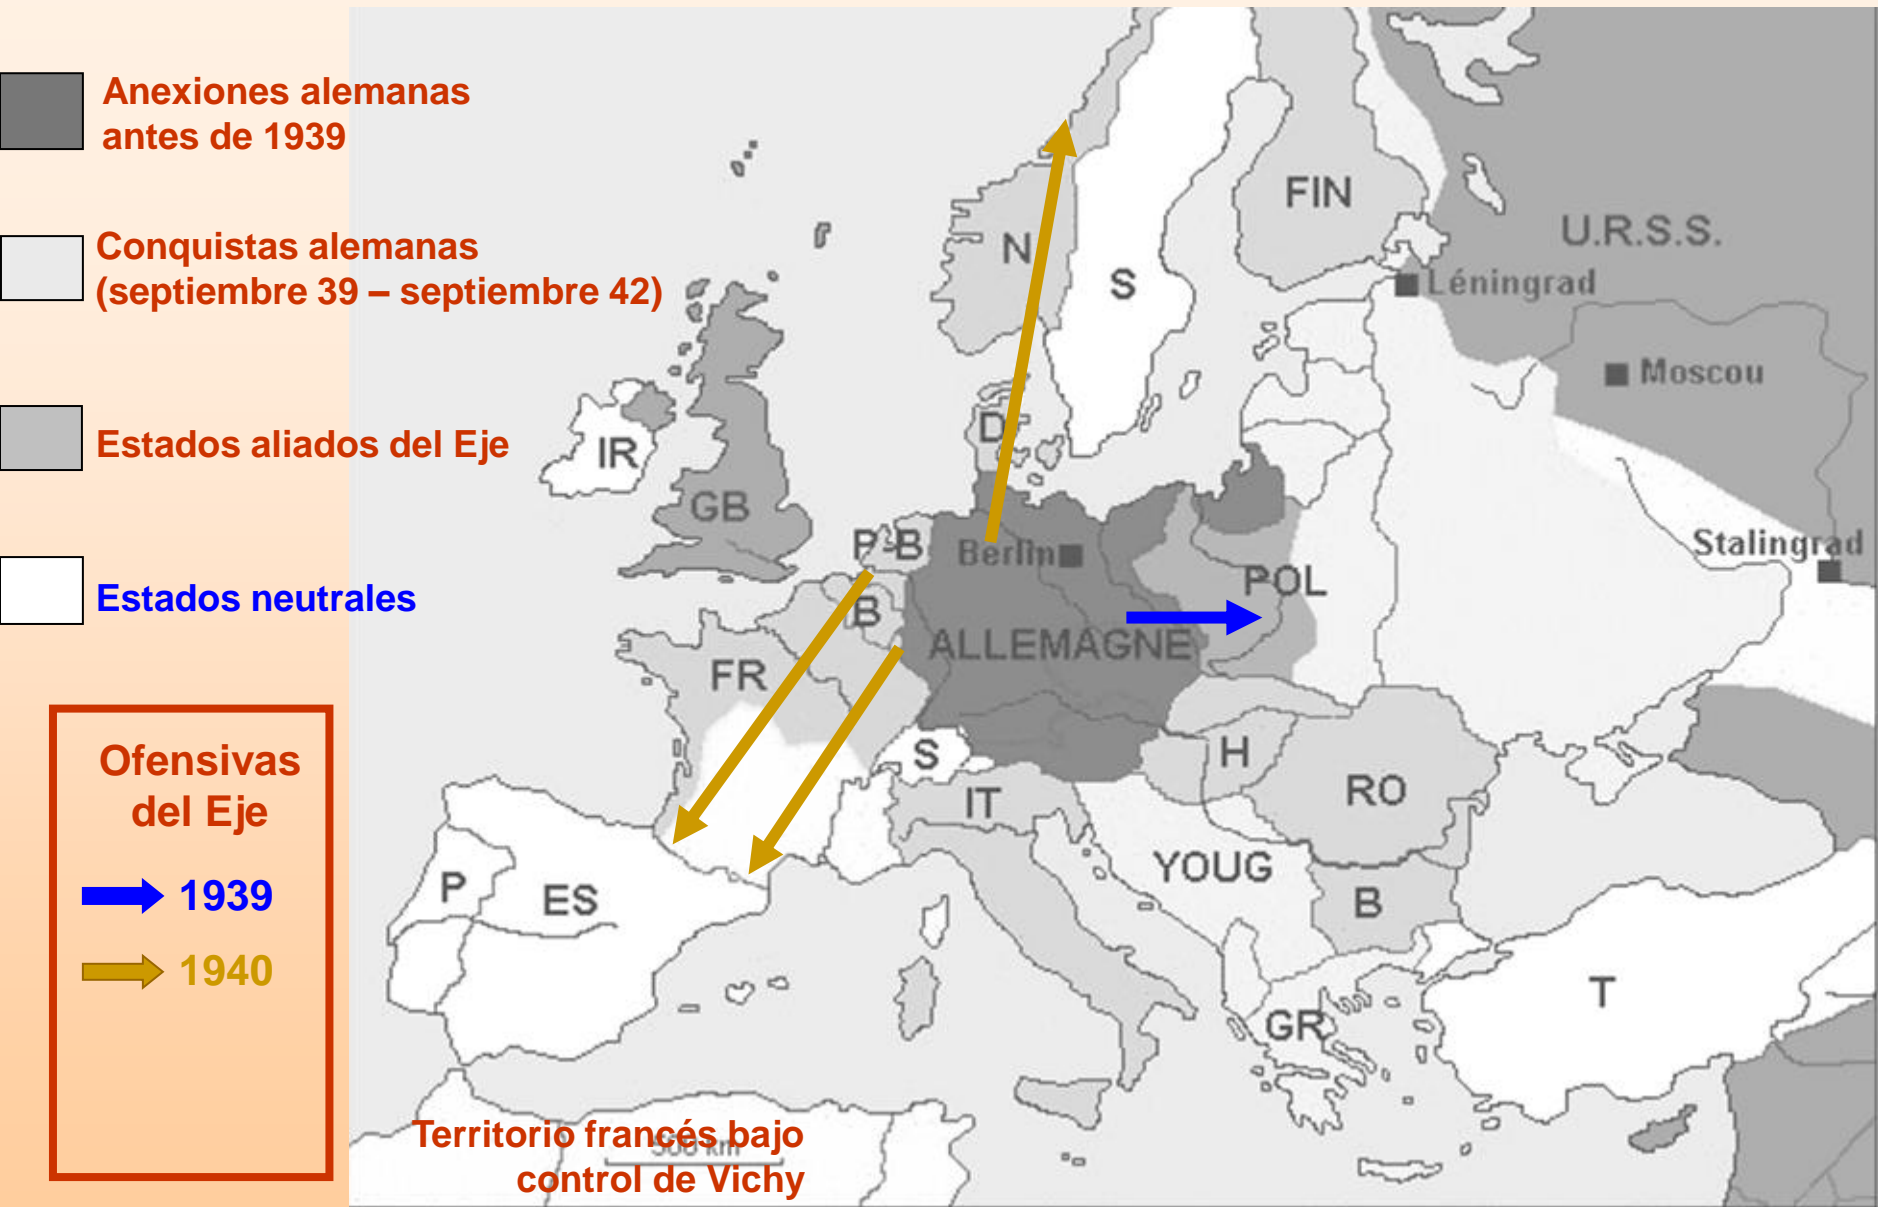 Anexiones alemanas
antes de 1939
Conquistas alemanas
(septiembre 39 – septiembre 42)
Estados aliados del Eje
Estados neutrales
Ofensivas
del Eje
1939
1940
FIN
U.R.S.S.
N
S
Léningrad
Moscou
IR
D
GB
P-B
Berlin
Stalingrad
POL
B
ALLEMAGNE
FR
S
H
IT
RO
YOUG
P
ES
B
T
GR
Territorio francés bajo
500 km
control de Vichy